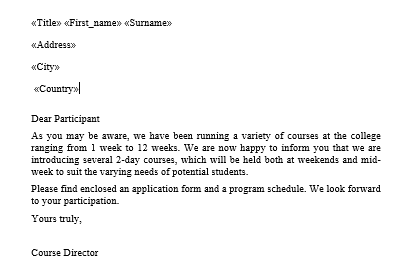 «Title» «First_name» «Surname»
«Address»
«City»
«Country»
Dear Participant
As you may be aware, we have been running a variety of courses at the college
ranging from 1 week to 12 weeks. We are now happy to inform you that we are
introducing several 2-day courses, which will be held both at weekends and mid-
week to suit the varying needs of potential students.
Please find enclosed an application form and a program schedule. We look forward
to your participation.
Yours truly,
Course Director